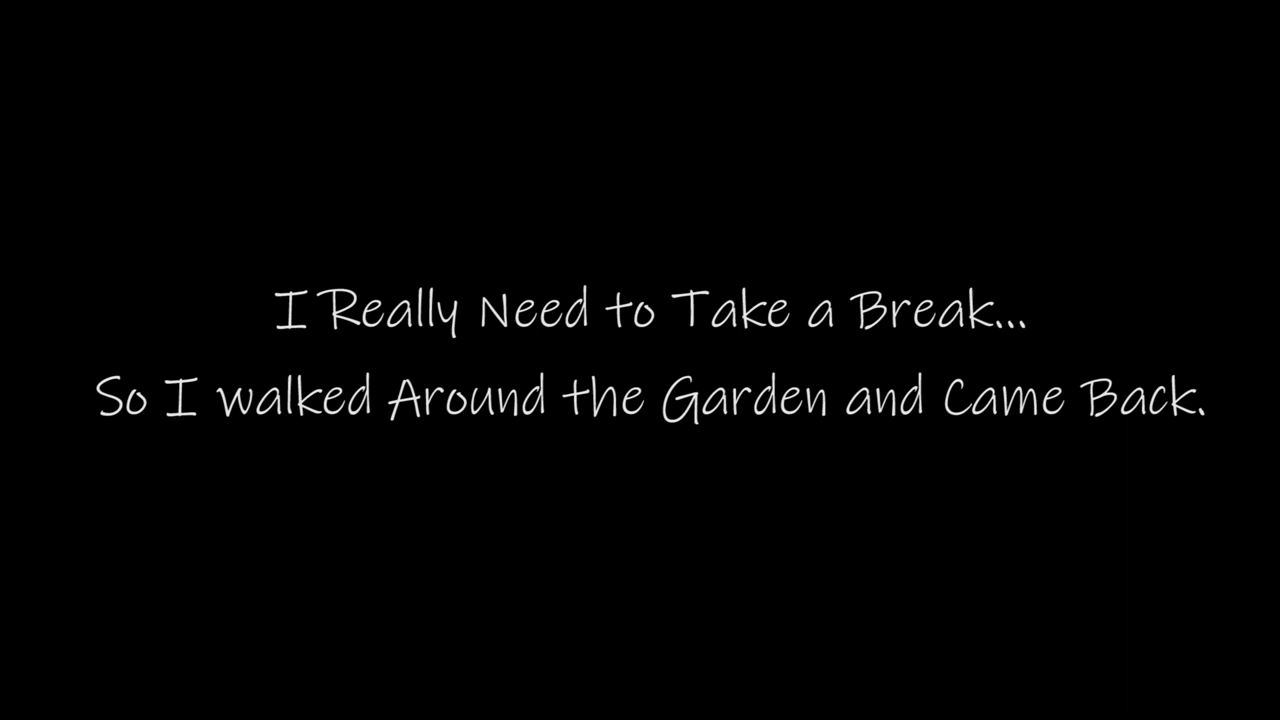 I Really Need to Take a Break...
So I walked Around the Garden and Came Back.